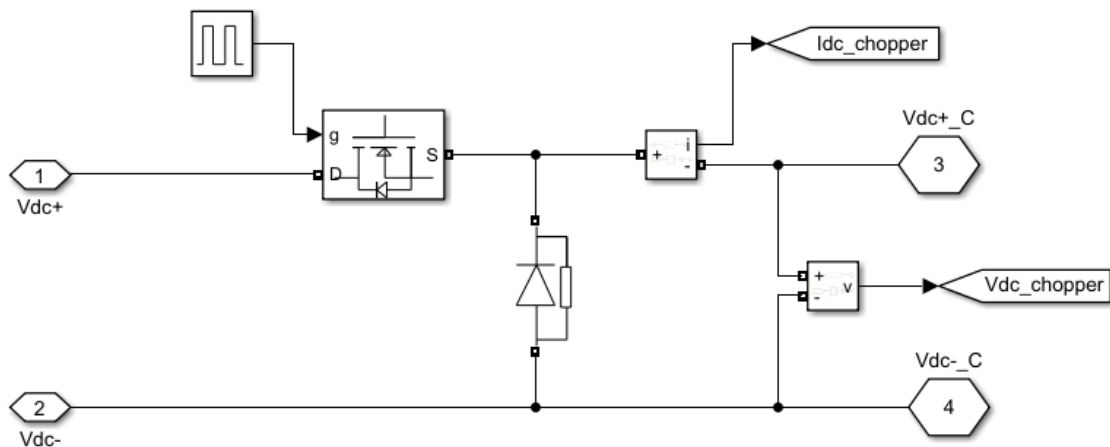 Idc_chopper
g
D
S
+
i
-
Vdc+_C
3
1
Vdc+
+
-
v
Vdc_chopper
Vdc-_C
4
2
Vdc-